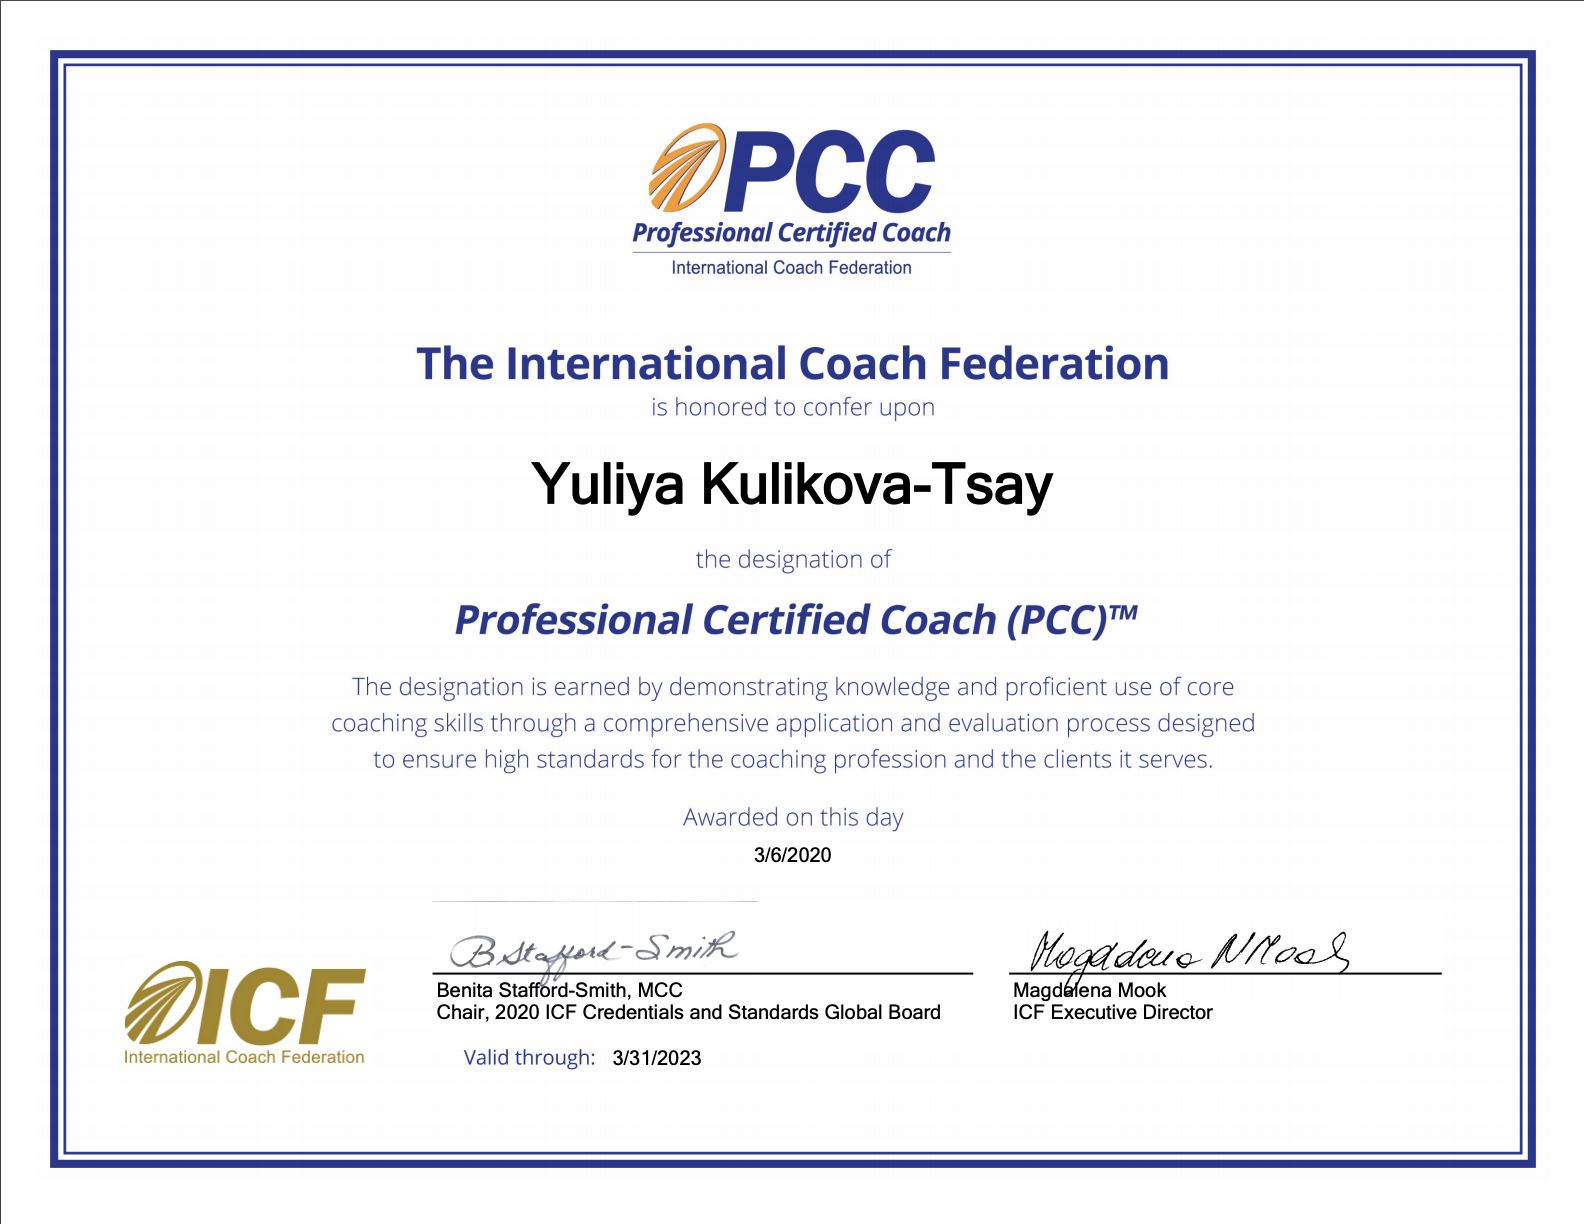 PCC
Professional Certified Coach
International Coach Federation
The International Coach Federation
is honored to confer upon
Yuliya Kulikova-Tsay
the designation of
Professional Certified Coach (PCC)™
The designation is earned by demonstrating knowledge and proficient use of core
coaching skills through a comprehensive application and evaluation process designed
to ensure high standards for the coaching profession and the clients it serves.
Awarded on this day
3/6/2020
B Stafford-Smith
Magdalena N Mook
Benita Stafford-Smith, MCC
Chair, 2020 ICF Credentials and Standards Global Board
Magdalena Mook
ICF Executive Director
ICF
International Coach Federation
Valid through: 3/31/2023